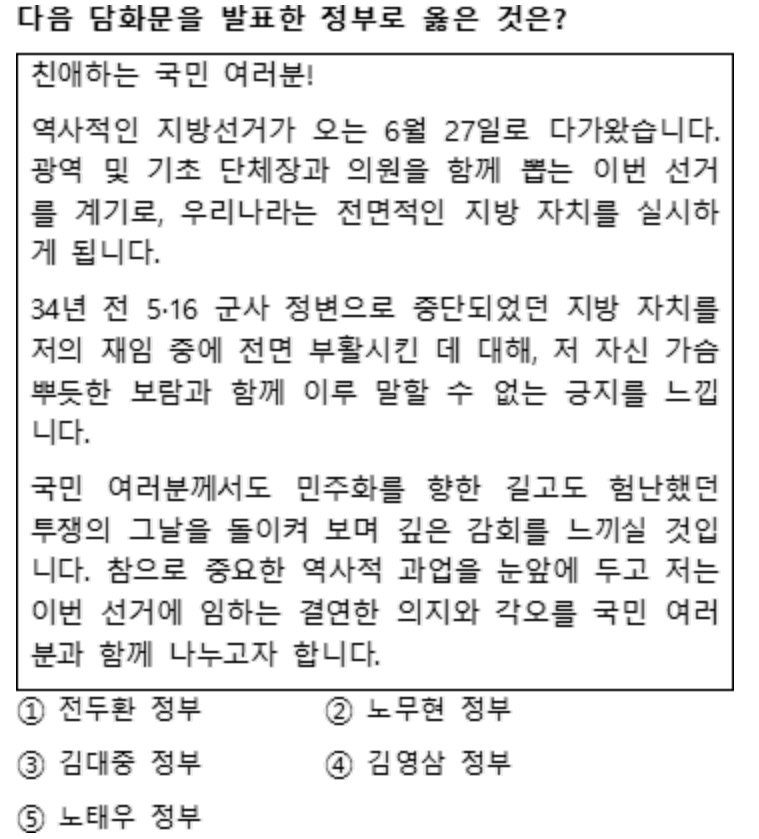 다음 담화문을 발표한 정부로 옳은 것은?
친애하는 국민 여러분!
역사적인 지방선거가 오는 6월 27일로 다가왔습니다.
광역 및 기초 단체장과 의원을 함께 뽑는 이번 선거
를 계기로, 우리나라는 전면적인 지방 자치를 실시하
게 됩니다.
34년 전 5·16 군사 정변으로 중단되었던 지방 자치를
저의 재임 중에 전면 부활시킨 데 대해, 저 자신 가슴
뿌듯한 보람과 함께 이루 말할 수 없는 긍지를 느낍
니다.
국민 여러분께서도 민주화를 향한 길고도 험난했던
투쟁의 그날을 돌이켜 보며 깊은 감회를 느끼실 것입
니다. 참으로 중요한 역사적 과업을 눈앞에 두고 저는
이번 선거에 임하는 결연한 의지와 각오를 국민 여러
분과 함께 나누고자 합니다.
① 전두환 정부 ② 노무현 정부
③ 김대중 정부 ④ 김영삼 정부
⑤ 노태우 정부